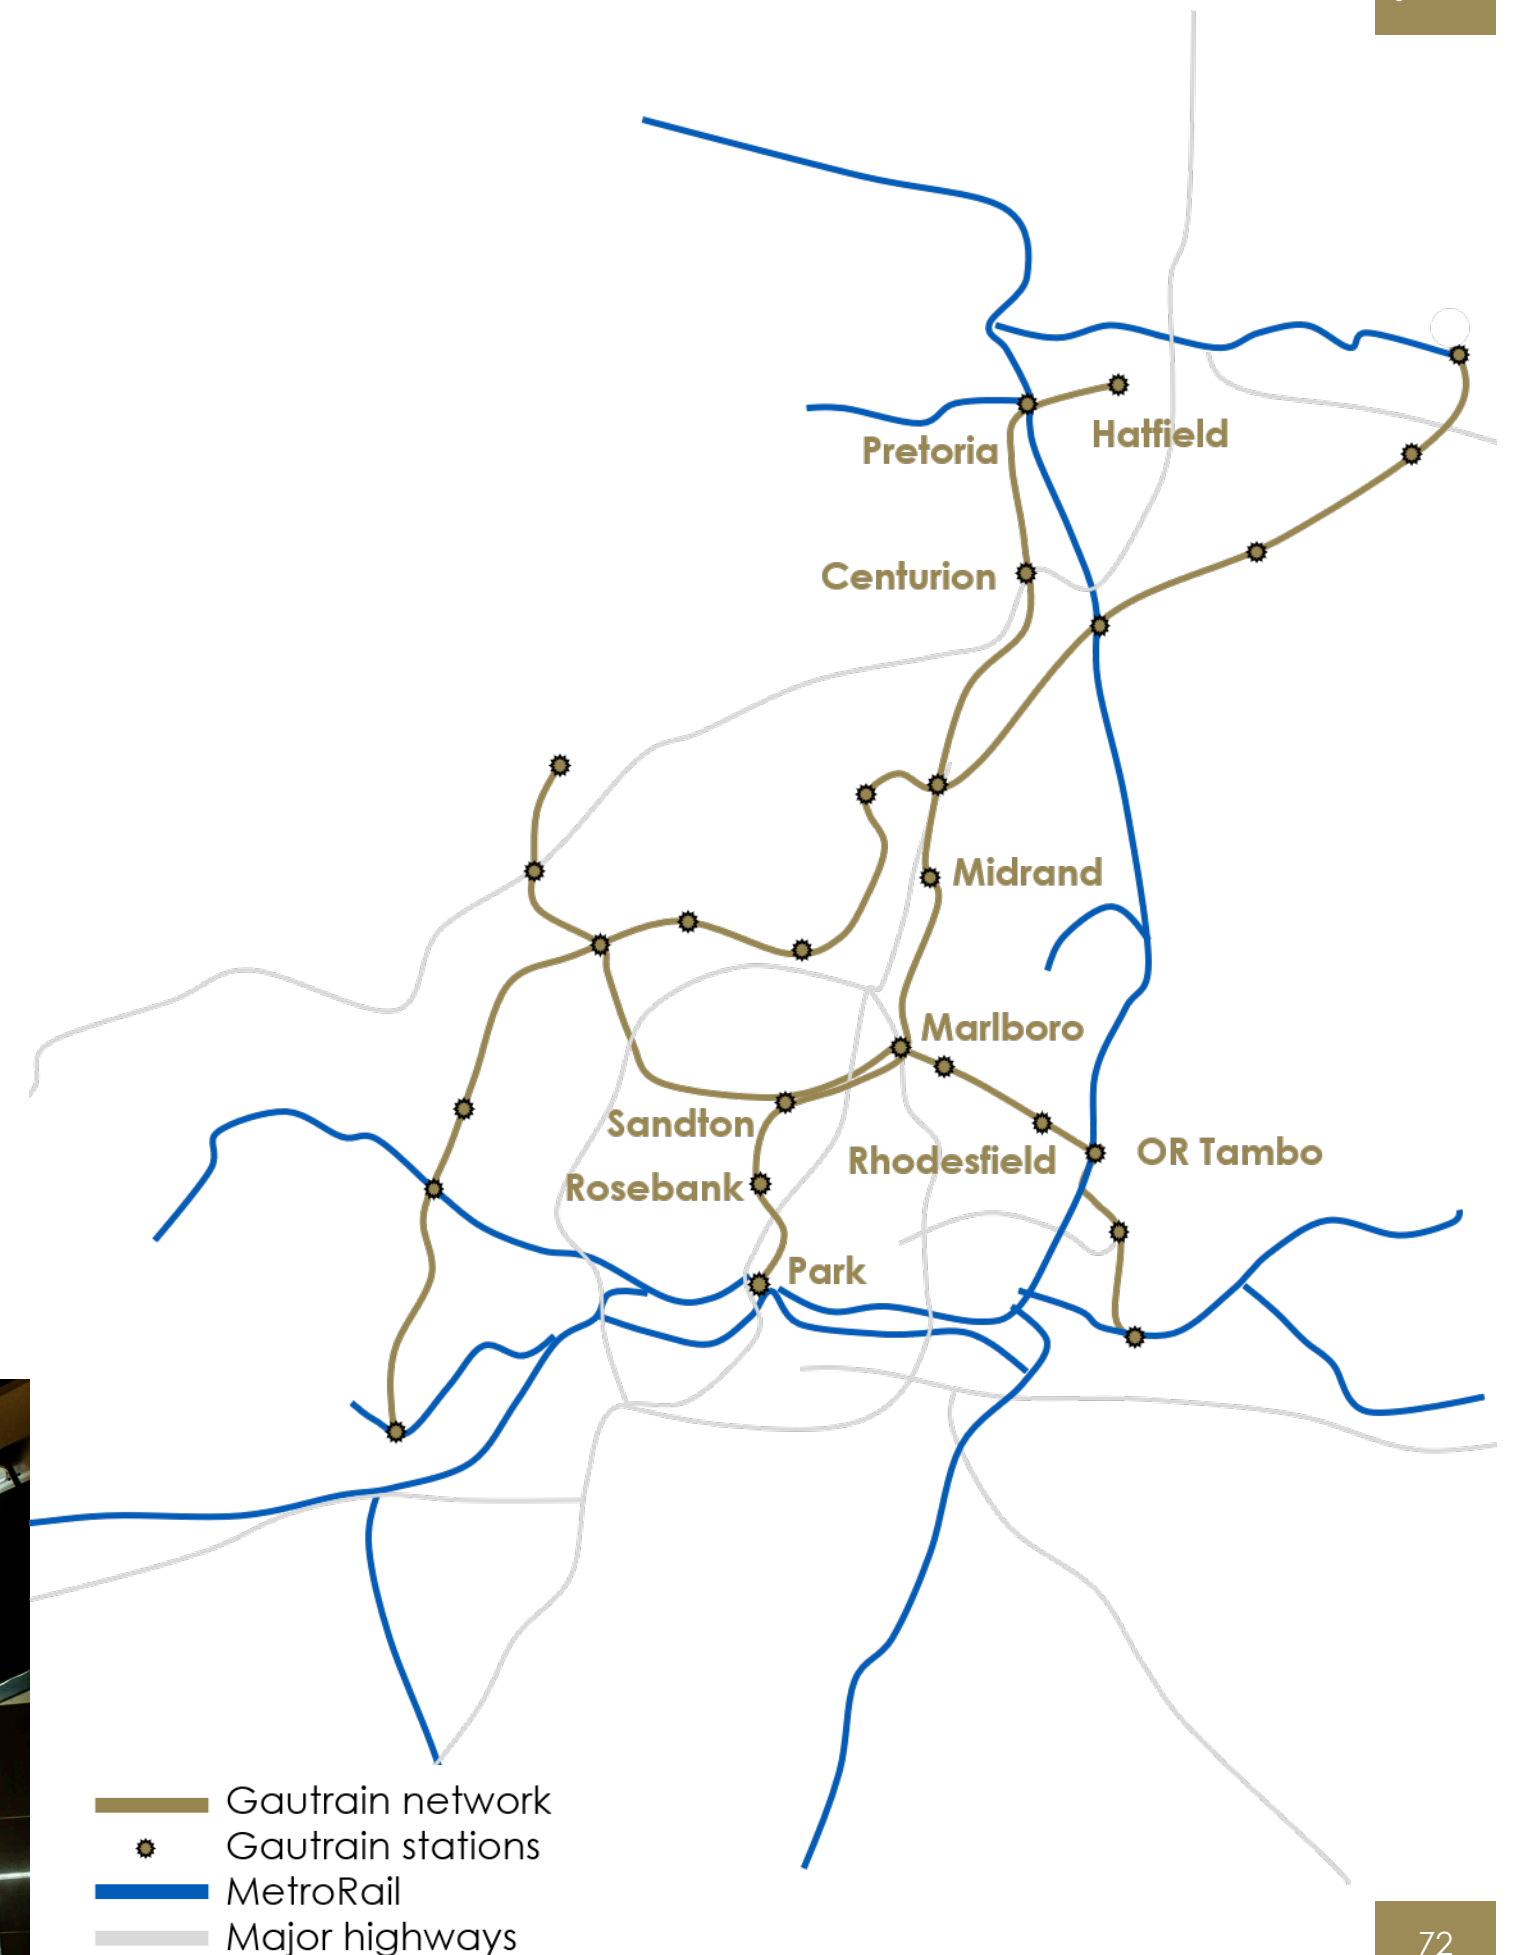 Hatfield
Pretoria
Centurion
Midrand
Marlboro
Sandton
OR Tambo
Rhodesfield
Rosebank
Park
Gautrain network
Gautrain stations
MetroRail
Major highways
72